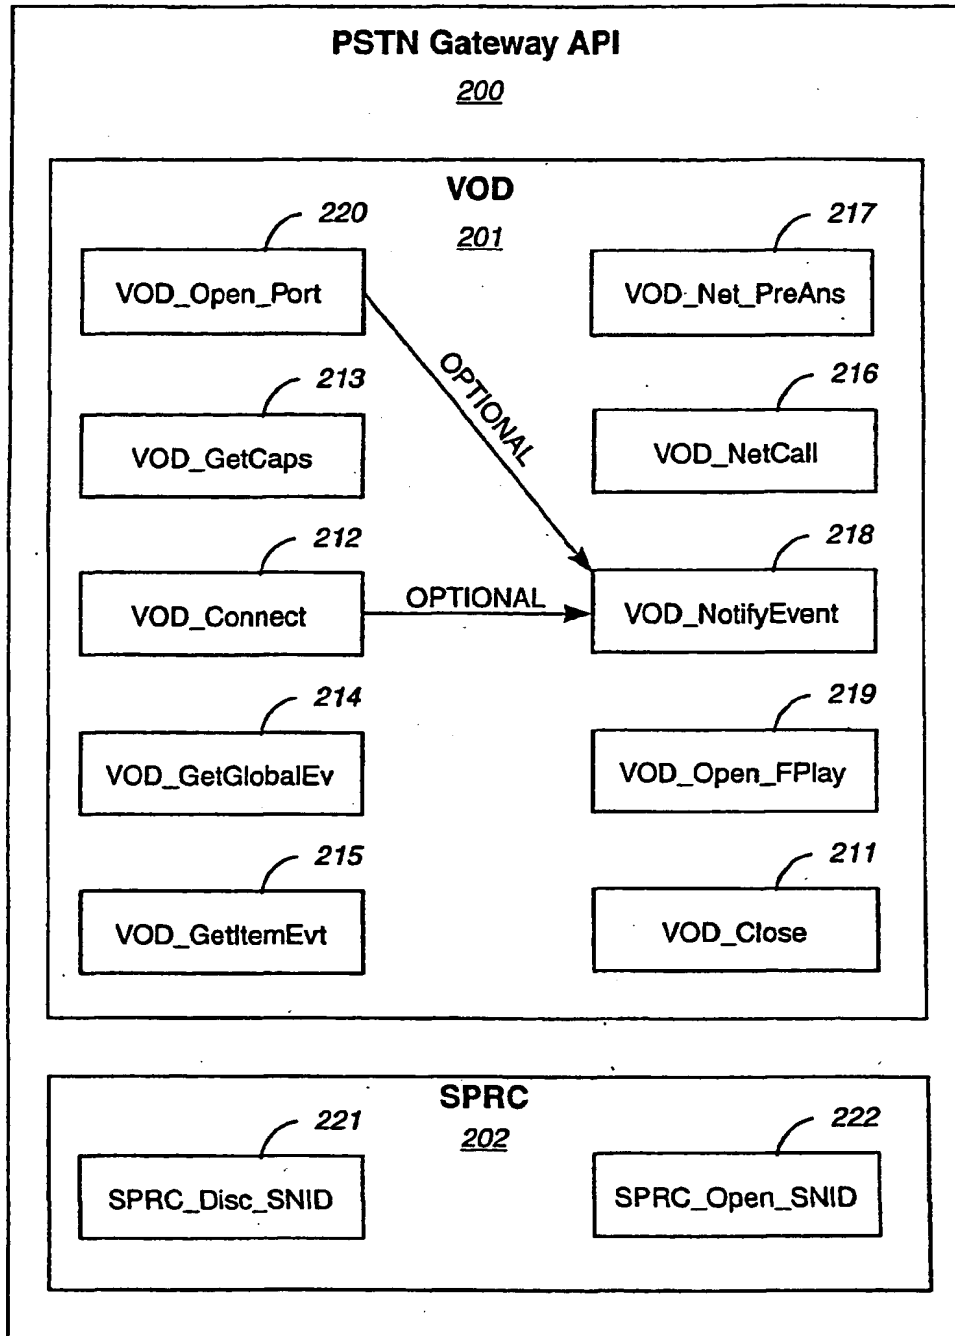 PSTN Gateway API
200
VOD
201
220
VOD_Open_Port
217
VOD_Net_PreAns
213
VOD_GetCaps
216
VOD_NetCall
OPTIONAL
212
VOD_Connect
OPTIONAL
218
VOD_NotifyEvent
214
VOD_GetGlobalEv
219
VOD_Open_FPlay
215
VOD_GetItemEvt
211
VOD_Close
SPRC
202
221
SPRC_Disc_SNID
222
SPRC_Open_SNID